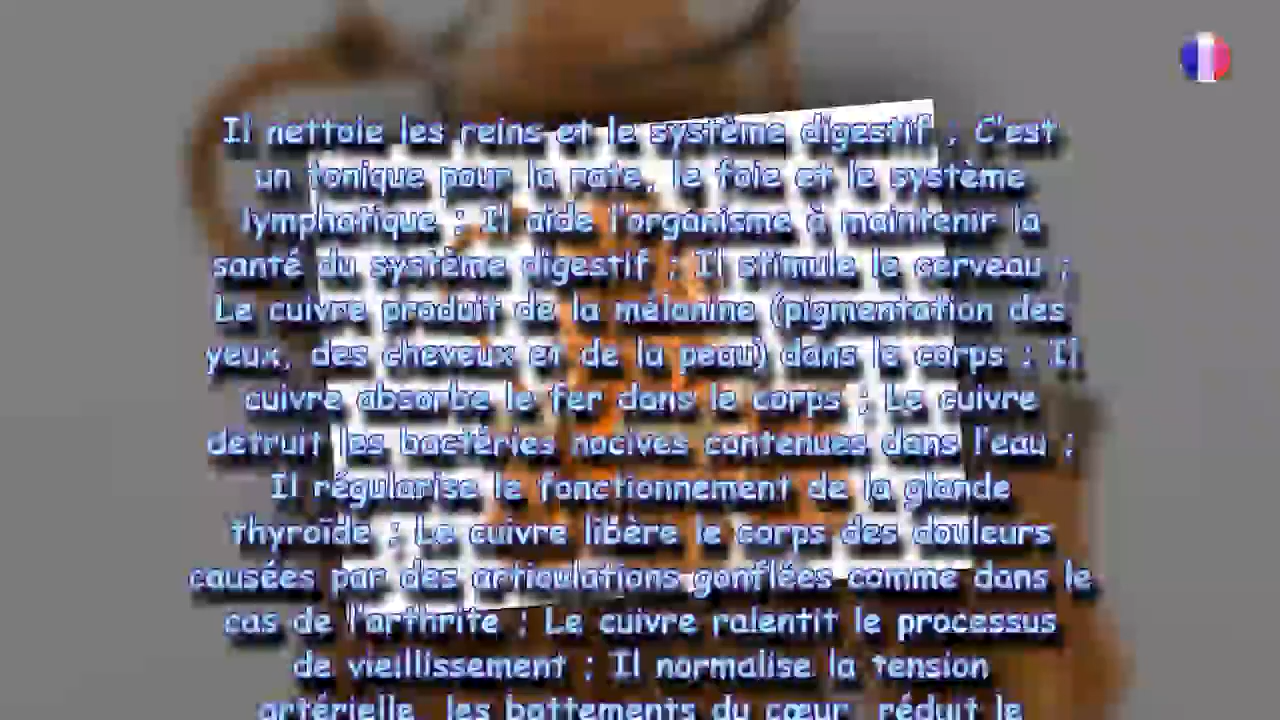 Il nettoie les reins et le système digestif ; C'est
un tonique pour la rate, le foie et le système
lymphatique ; Il aide l'organisme à maintenir la
santé du système digestif ; Il stimule le cerveau ;
Le cuivre produit de la mélanine (pigmentation des
yeux, des cheveux et de la peau) dans le corps ; Il
cuivre absorbe le fer dans le corps ; Le cuivre
detruit les bactéries nocives contenues dans l'eau ;
Il régularise le fonctionnement de la glande
thyroïde ; Le cuivre libère le corps des douleurs
causées par des articulations gonflées comme dans le
cas de l'arthrite ; Le cuivre ralentit le processus
de vieillissement ; Il normalise la tension
artérielle, les battements du cœur, réduit le